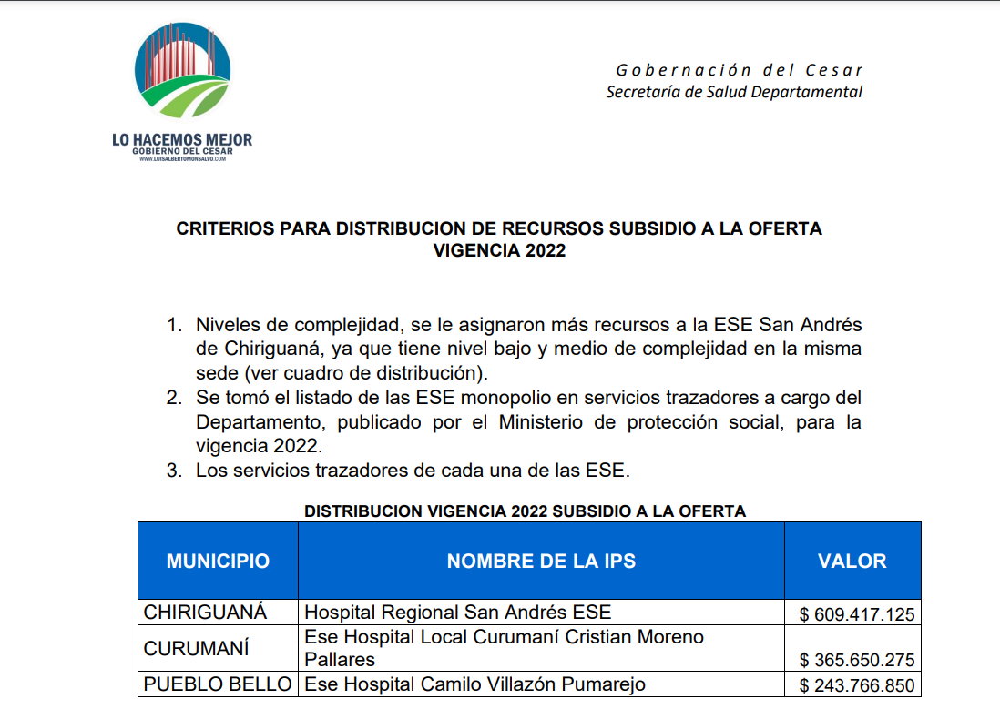 LO HACEMOS MEJOR
GOBIERNO DEL CESAR
WWW.LUISALBERTOMONSALVO.COM
Gobernación del Cesar
Secretaría de Salud Departamental
CRITERIOS PARA DISTRIBUCION DE RECURSOS SUBSIDIO A LA OFERTA
VIGENCIA 2022
1. Niveles de complejidad, se le asignaron más recursos a la ESE San Andrés
de Chiriguaná, ya que tiene nivel bajo y medio de complejidad en la misma
sede (ver cuadro de distribución).
2. Se tomó el listado de las ESE monopolio en servicios trazadores a cargo del
Departamento, publicado por el Ministerio de protección social, para la
vigencia 2022.
3. Los servicios trazadores de cada una de las ESE.
DISTRIBUCION VIGENCIA 2022 SUBSIDIO A LA OFERTA
MUNICIPIO NOMBRE DE LA IPS VALOR
CHIRIGUANÁ Hospital Regional San Andrés ESE $ 609.417.125
CURUMANÍ Ese Hospital Local Curumaní Cristian Moreno
Pallares $ 365.650.275
PUEBLO BELLO Ese Hospital Camilo Villazón Pumarejo $ 243.766.850